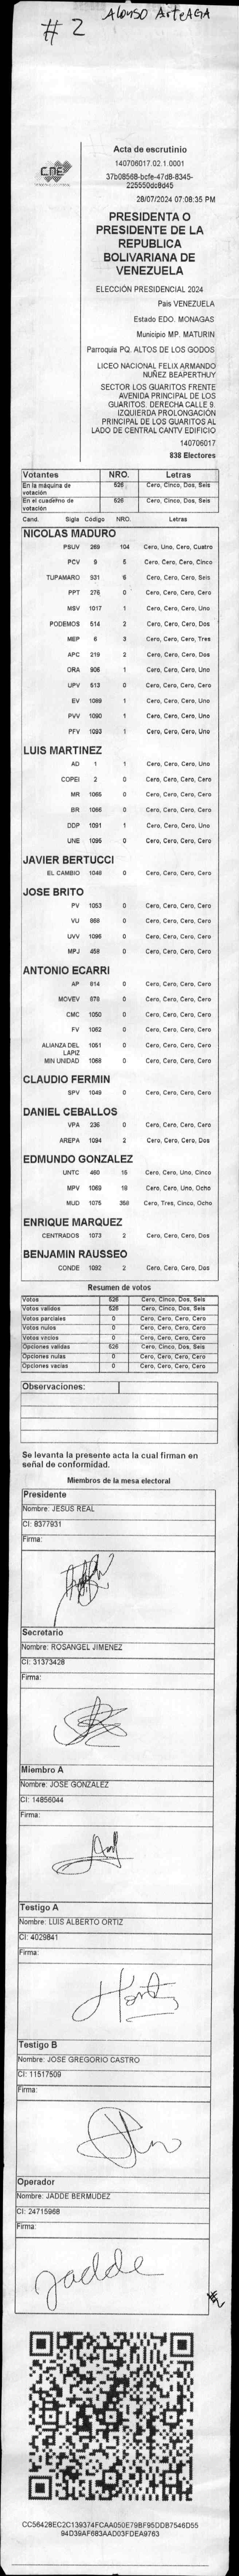 # 2 Alonso ArteAGA
CNE
Acta de escrutinio
140706017.02.1.0001
37b08568-bcfe-47d8-8345-
225550dc9d45
28/07/2024 07:08:35 PM
PRESIDENTA O
PRESIDENTE DE LA
REPUBLICA
BOLIVARIANA DE
VENEZUELA
ELECCIÓN PRESIDENCIAL 2024
Pais VENEZUELA
Estado EDO. MONAGAS
Municipio MP. MATURIN
Parroquia PQ. ALTOS DE LOS GODOS
LICEO NACIONAL FELIX ARMANDO
NUÑEZ BEAPERTHUY
SECTOR LOS GUARITOS FRENTE
AVENIDA PRINCIPAL DE LOS
GUARITOS. DERECHA CALLE 9.
IZQUIERDA PROLONGACIÓN
PRINCIPAL DE LOS GUARITOS AL
LADO DE CENTRAL CANTV EDIFICIO
140706017
838 Electores
Votantes NRO. Letras
En la máquina de votación 526 Cero, Cinco, Dos, Seis
En el cuaderno de votación 526 Cero, Cinco, Dos, Seis
Cand. Sigla Código NRO. Letras
NICOLAS MADURO
PSUV 269 104 Cero, Uno, Cero, Cuatro
PCV 9 5 Cero, Cero, Cero, Cinco
TUPAMARO 931 6 Cero, Cero, Cero, Seis
PPT 276 0 Cero, Cero, Cero, Cero
MSV 1017 1 Cero, Cero, Cero, Uno
PODEMOS 514 2 Cero, Cero, Cero, Dos
MEP 6 3 Cero, Cero, Cero, Tres
APC 219 2 Cero, Cero, Cero, Dos
ORA 906 1 Cero, Cero, Cero, Uno
UPV 613 0 Cero, Cero, Cero, Cero
EV 1089 1 Cero, Cero, Cero, Uno
PVV 1090 1 Cero, Cero, Cero, Uno
PFV 1093 1 Cero, Cero, Cero, Uno
LUIS MARTINEZ
AD 1 1 Cero, Cero, Cero, Uno
COPEI 2 0 Cero, Cero, Cero, Cero
MR 1065 0 Cero, Cero, Cero, Cero
BR 1066 0 Cero, Cero, Cero, Cero
DDP 1091 1 Cero, Cero, Cero, Uno
UNE 1095 0 Cero, Cero, Cero, Cero
JAVIER BERTUCCI
EL CAMBIO 1048 0 Cero, Cero, Cero, Cero
JOSE BRITO
PV 1053 0 Cero, Cero, Cero, Cero
VU 868 0 Cero, Cero, Cero, Cero
UVV 1096 0 Cero, Cero, Cero, Cero
MPJ 458 0 Cero, Cero, Cero, Cero
ANTONIO ECARRI
AP 814 0 Cero, Cero, Cero, Cero
MOVEV 878 0 Cero, Cero, Cero, Cero
CMC 1050 0 Cero, Cero, Cero, Cero
FV 1062 0 Cero, Cero, Cero, Cero
ALIANZA DEL LAPIZ 1051 0 Cero, Cero, Cero, Cero
MIN UNIDAD 1068 0 Cero, Cero, Cero, Cero
CLAUDIO FERMIN
SPV 1049 0 Cero, Cero, Cero, Cero
DANIEL CEBALLOS
VPA 236 0 Cero, Cero, Cero, Cero
AREPA 1094 2 Cero, Cero, Cero, Dos
EDMUNDO GONZALEZ
UNTC 460 15 Cero, Cero, Uno, Cinco
MPV 1069 18 Cero, Cero, Uno, Ocho
MUD 1075 358 Cero, Tres, Cinco, Ocho
ENRIQUE MARQUEZ
CENTRADOS 1073 2 Cero, Cero, Cero, Dos
BENJAMIN RAUSSEO
CONDE 1092 2 Cero, Cero, Cero, Dos
Resumen de votos
Votos 526 Cero, Cinco, Dos, Seis
Votos validos 526 Cero, Cinco, Dos, Seis
Votos parciales 0 Cero, Cero, Cero, Cero
Votos nulos 0 Cero, Cero, Cero, Cero
Votos vacios 0 Cero, Cero, Cero, Cero
Opciones validas 526 Cero, Cinco, Dos, Seis
Opciones nulas 0 Cero, Cero, Cero, Cero
Opciones vacias 0 Cero, Cero, Cero, Cero
Observaciones:
Se levanta la presente acta la cual firman en
señal de conformidad.
Miembros de la mesa electoral
Presidente
Nombre: JESUS REAL
CI: 8377931
Firma:
Secretario
Nombre: ROSANGEL JIMENEZ
CI: 31373428
Firma:
Miembro A
Nombre: JOSE GONZALEZ
CI: 14856044
Firma:
Testigo A
Nombre: LUIS ALBERTO ORTIZ
CI: 4029841
Firma:
Testigo B
Nombre: JOSE GREGORIO CASTRO
CI: 11517509
Firma:
Operador
Nombre: JADDE BERMUDEZ
CI: 24715968
Firma:
Jadde
CC56428EC2C139374FCAA050E79BF95DDB7546D55
94D39AF683AAD03FDEA9763